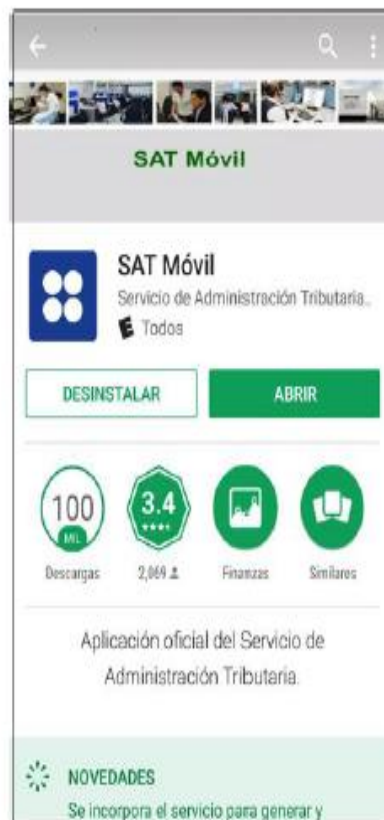 SAT Móvil
SAT Móvil
Servicio de Administración Tributaria..
E Todos
DESINSTALAR
ABRIR
100
MIL
Descargas
3.4
2,069
Finanzas
Similares
Aplicación oficial del Servicio de
Administración Tributaria.
NOVEDADES
Se incorpora el servicio para generar y